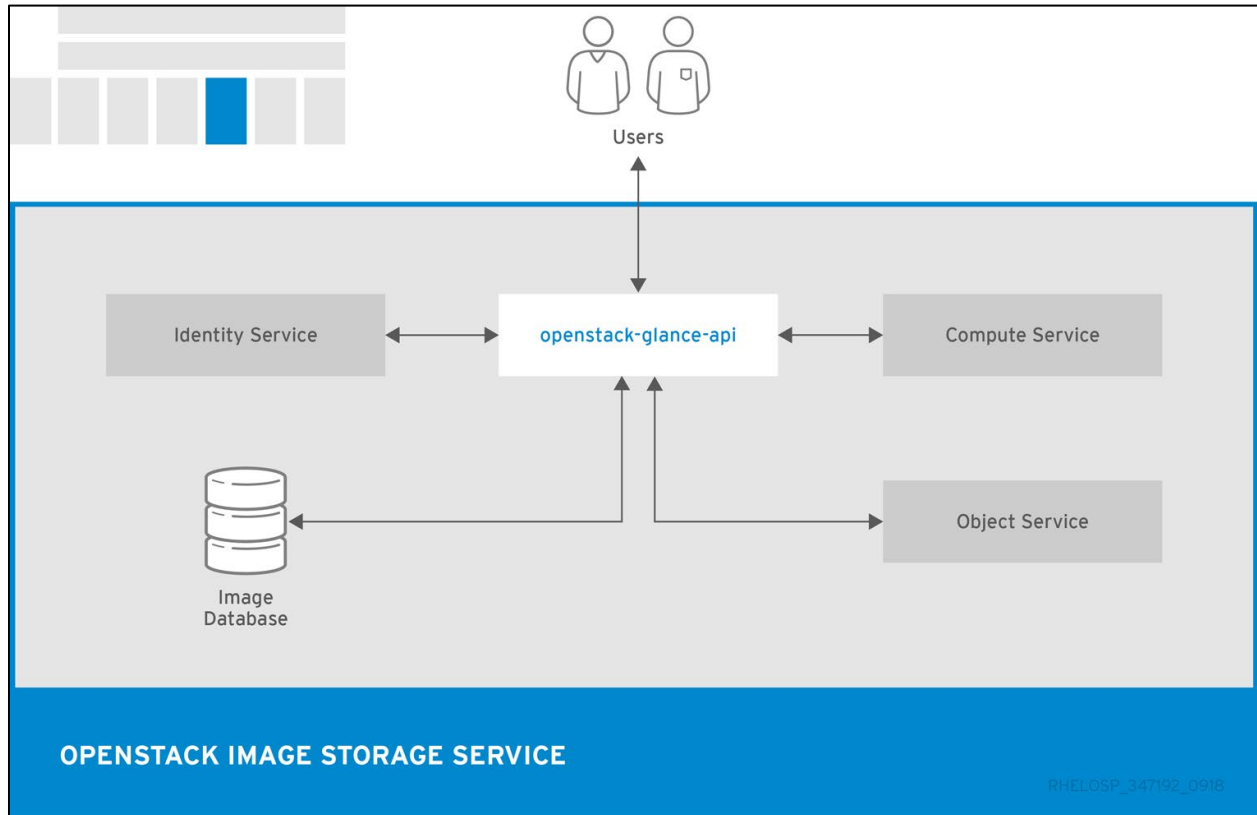 Users
Identity Service
openstack-glance-api
Compute Service
Object Service
Image
Database
OPENSTACK IMAGE STORAGE SERVICE
RHELOSP_347192_0918